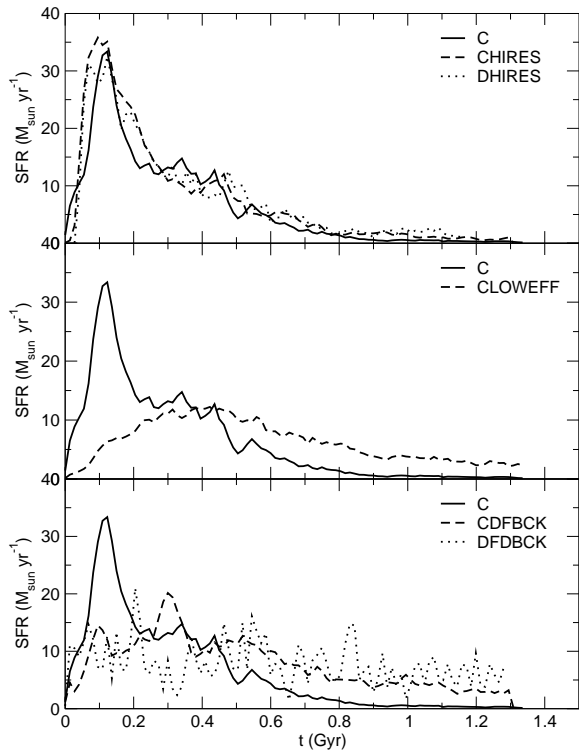 40
C
CHIRES
DHIRES
30
SFR (M_sun yr⁻¹)
20
10
0
40
C
CLOWEFF
30
SFR (M_sun yr⁻¹)
20
10
0
40
C
CDFBCK
DFDBCK
30
SFR (M_sun yr⁻¹)
20
10
0
0 0.2 0.4 0.6 0.8 1 1.2 1.4
t (Gyr)